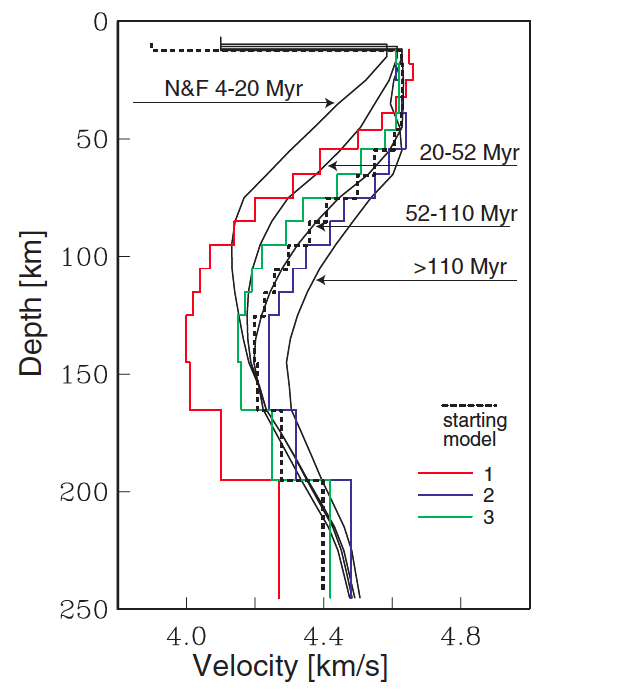 0
50
100
150
200
250
Depth [km]
N&F 4-20 Myr
20-52 Myr
52-110 Myr
>110 Myr
starting
model
1
2
3
4.0
4.4
4.8
Velocity [km/s]